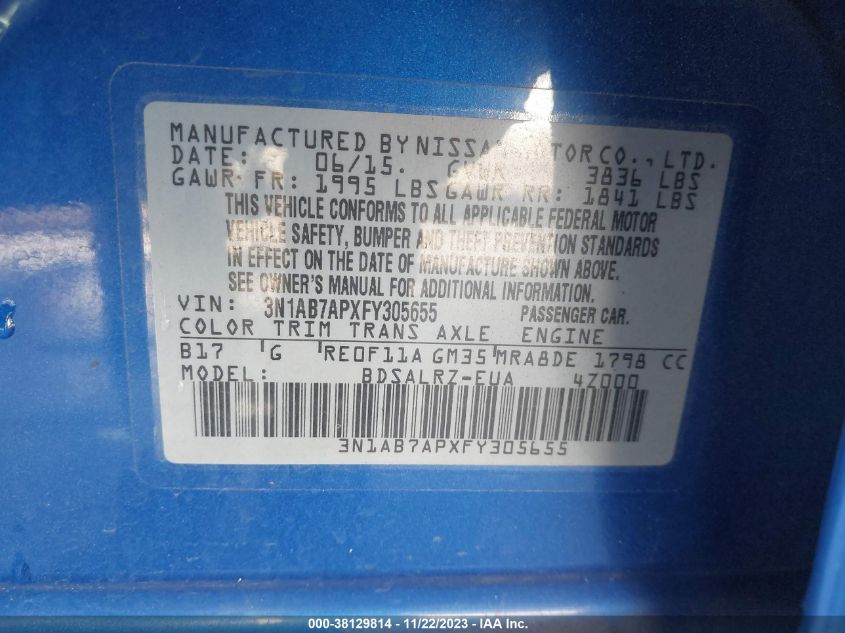 MANUFACTURED BY NISSAN MOTOR CO., LTD.
DATE: 06/15. GVWR 3836 LBS
GAWR FR: 1995 LBS GAWR RR: 1841 LBS
THIS VEHICLE CONFORMS TO ALL APPLICABLE FEDERAL MOTOR
VEHICLE SAFETY, BUMPER AND THEFT PREVENTION STANDARDS
IN EFFECT ON THE DATE OF MANUFACTURE SHOWN ABOVE.
SEE OWNER'S MANUAL FOR ADDITIONAL INFORMATION.
VIN: 3N1AB7APXFY305655 PASSENGER CAR.
COLOR TRIM TRANS AXLE ENGINE
B17 G RE0F11A GM35 MRA8DE 1798 CC
MODEL: BDSALRZ-EUA 4Z000
3N1AB7APXFY305655
000-38129814 - 11/22/2023 - © IAA, Inc.